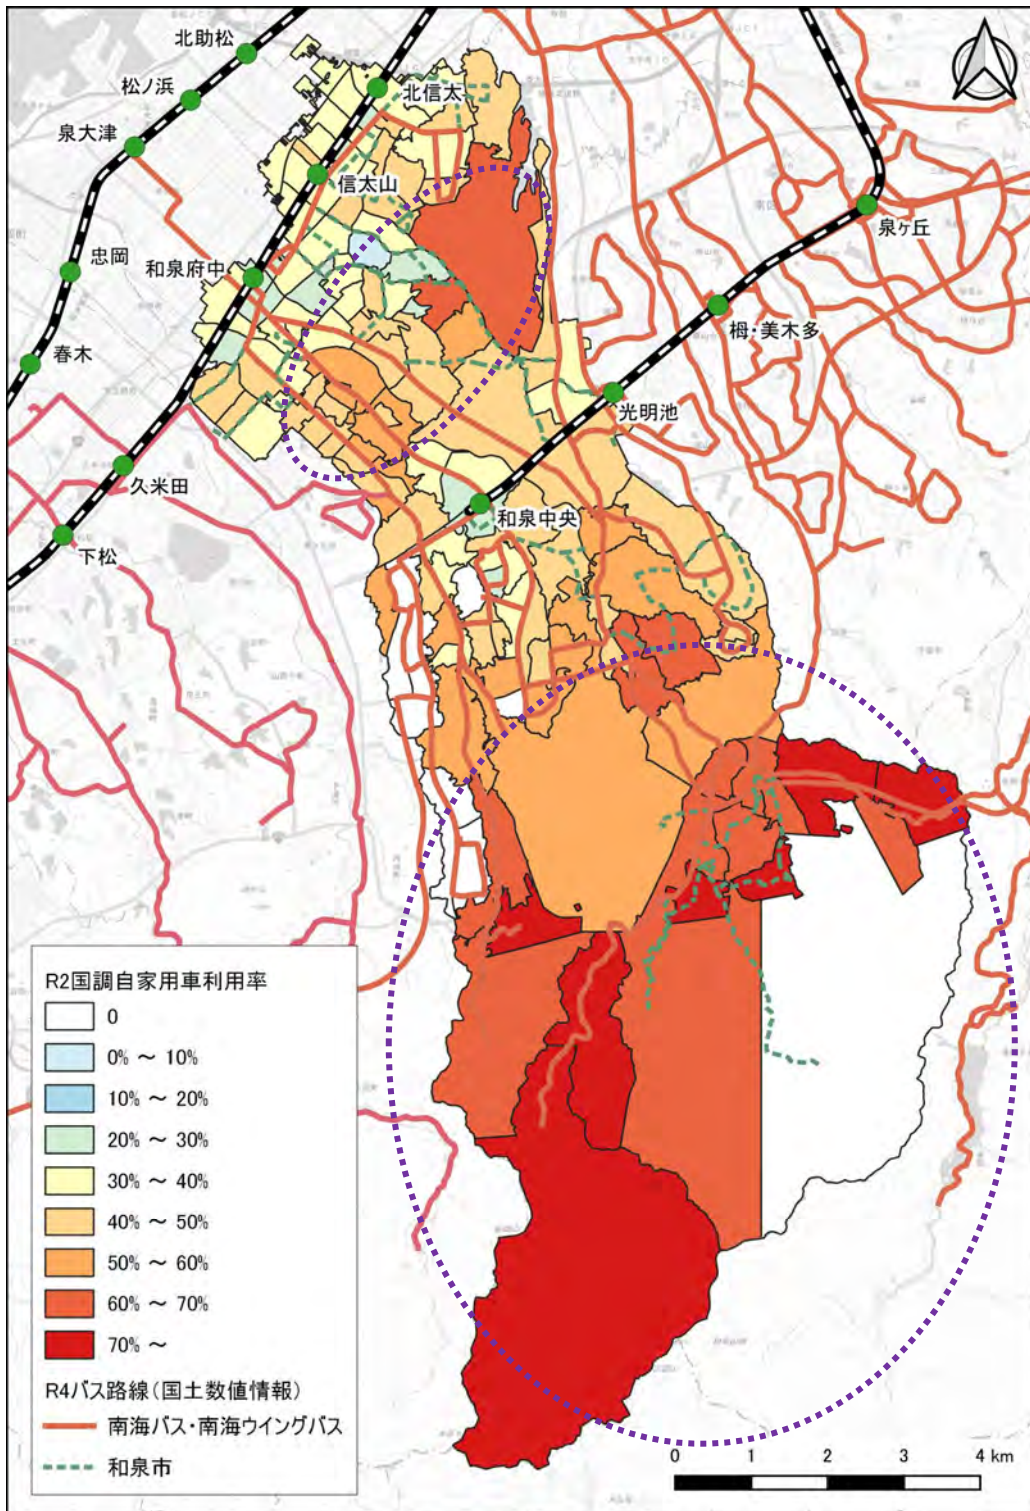 北助松
松ノ浜
北信太
泉大津
信太山
泉ヶ丘
忠岡
和泉府中
栂・美木多
春木
光明池
久米田
和泉中央
下松
R2国調自家用車利用率
0
0% ～ 10%
10% ～ 20%
20% ～ 30%
30% ～ 40%
40% ～ 50%
50% ～ 60%
60% ～ 70%
70% ～
R4バス路線(国土数値情報)
南海バス・南海ウイングバス
和泉市
0 1 2 3 4 km